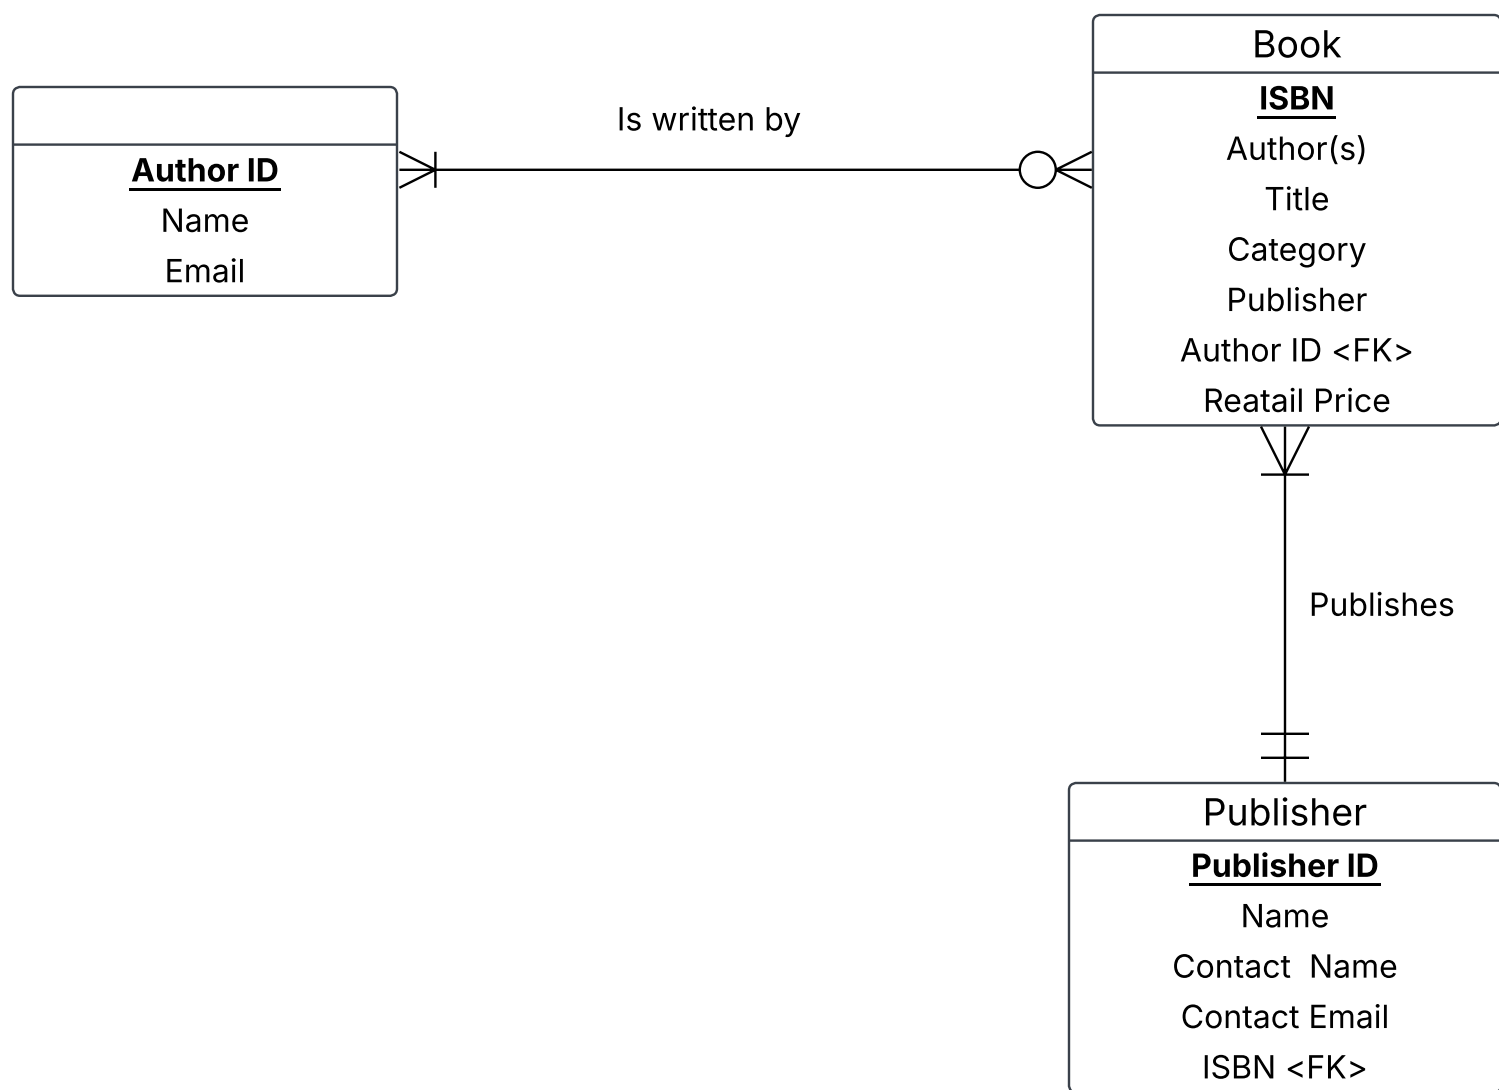 Author ID
Name
Email
Is written by
Book
ISBN
Author(s)
Title
Category
Publisher
Author ID <FK>
Reatail Price
Publishes
Publisher
Publisher ID
Name
Contact  Name
Contact Email
ISBN <FK>